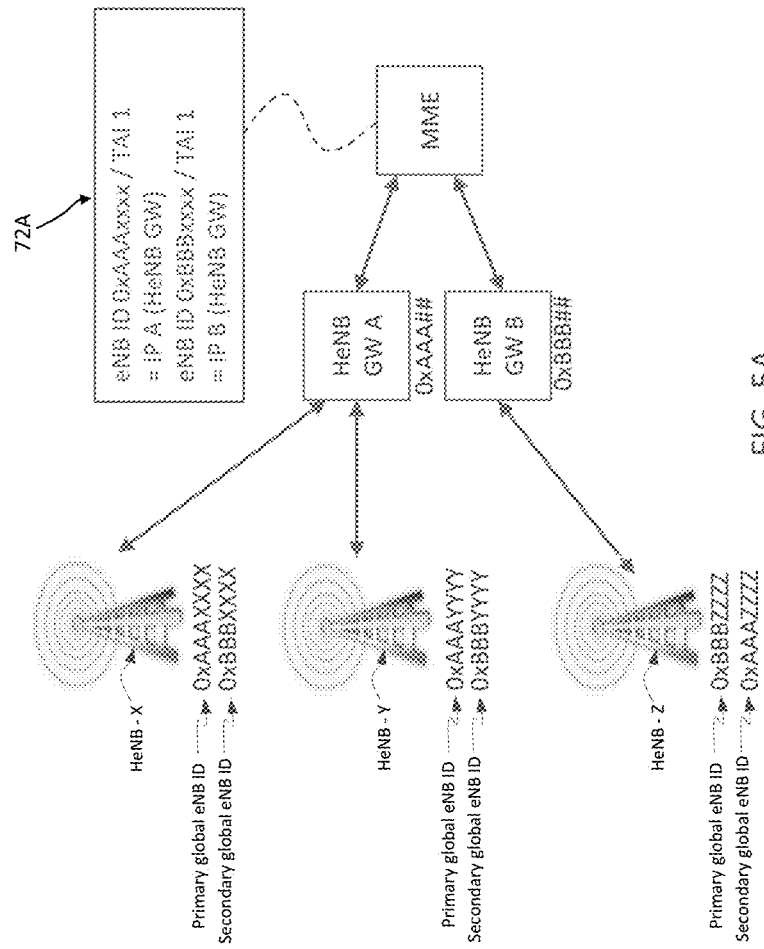 72A
eNB ID 0xAAAxxxx / TAI 1
= IP A (HeNB GW)
eNB ID 0xBBBxxxx / TAI 1
= IP B (HeNB GW)
MME
HeNB
GW A
0xAAA##
HeNB
GW B
0xBBB##
HeNB - X
Primary global eNB ID
0xAAAXXXX
Secondary global eNB ID
0xBBBXXXX
HeNB - Y
Primary global eNB ID
0xAAAYYYY
Secondary global eNB ID
0xBBBYYYY
HeNB - Z
Primary global eNB ID
0xBBBZZZZ
Secondary global eNB ID
0xAAAZZZZ
FIG. 5A